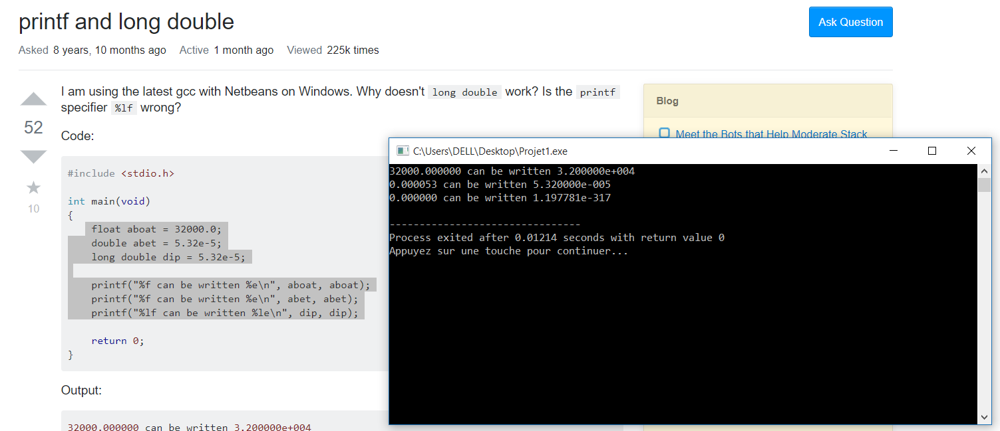 printf and long double
Ask Question
Asked 8 years, 10 months ago Active 1 month ago Viewed 225k times
52
10
I am using the latest gcc with Netbeans on Windows. Why doesn't long double work? Is the printf
specifier %lf wrong?
Code:
#include <stdio.h>
int main(void)
{
float aboat = 32000.0;
double abet = 5.32e-5;
long double dip = 5.32e-5;
printf("%f can be written %e\n", aboat, aboat);
printf("%f can be written %e\n", abet, abet);
printf("%lf can be written %le\n", dip, dip);
return 0;
}
Output:
32000.000000 can be written 3.200000e+004
Blog
Meet the Bots that Help Moderate Stack
C:\Users\DELL\Desktop\Projet1.exe
32000.000000 can be written 3.200000e+004
0.000053 can be written 5.320000e-005
0.000000 can be written 1.197781e-317
--------------------------------
Process exited after 0.01214 seconds with return value 0
Appuyez sur une touche pour continuer...